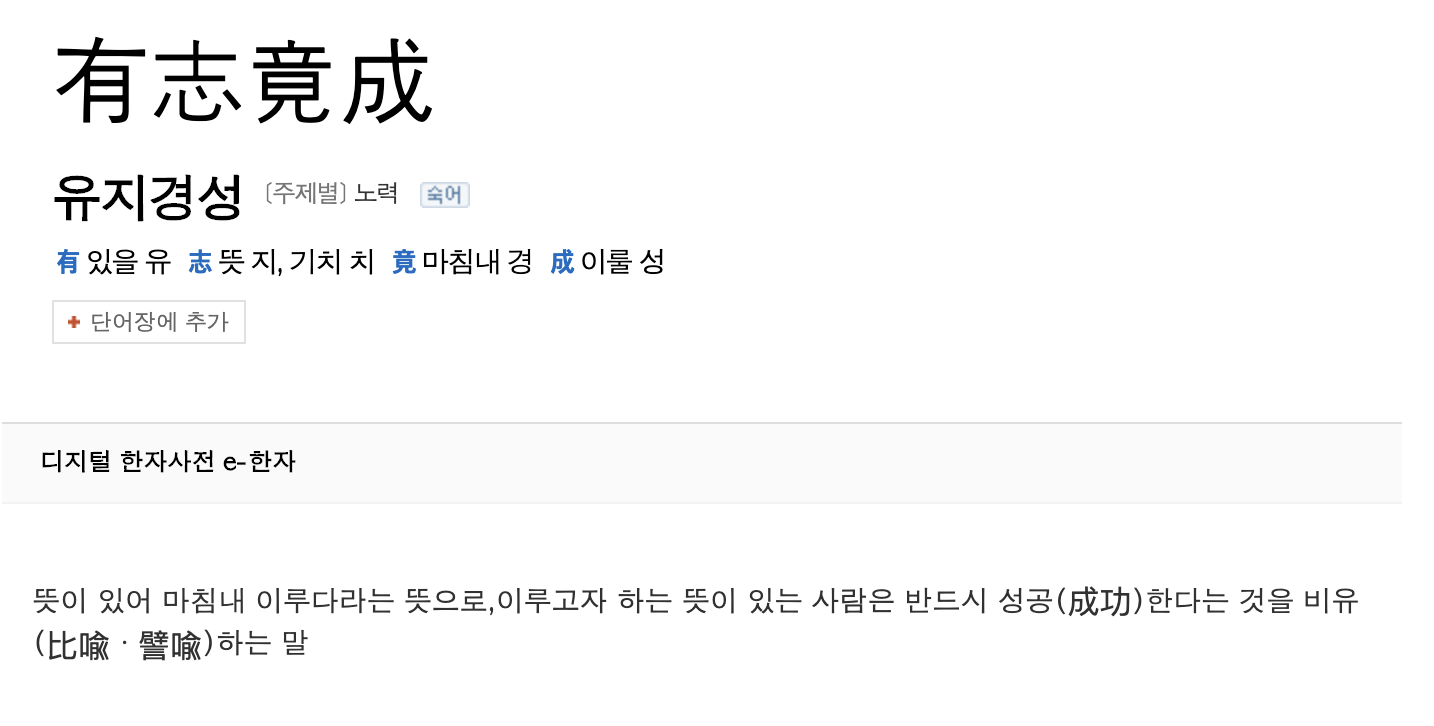 有志竟成
유지경성 〔주제별〕 노력 숙어
有 있을 유 志 뜻 지, 기치 치 竟 마침내 경 成 이룰 성
+ 단어장에 추가
디지털 한자사전 e-한자
뜻이 있어 마침내 이루다라는 뜻으로,이루고자 하는 뜻이 있는 사람은 반드시 성공(成功)한다는 것을 비유
(比喩ㆍ譬喩)하는 말